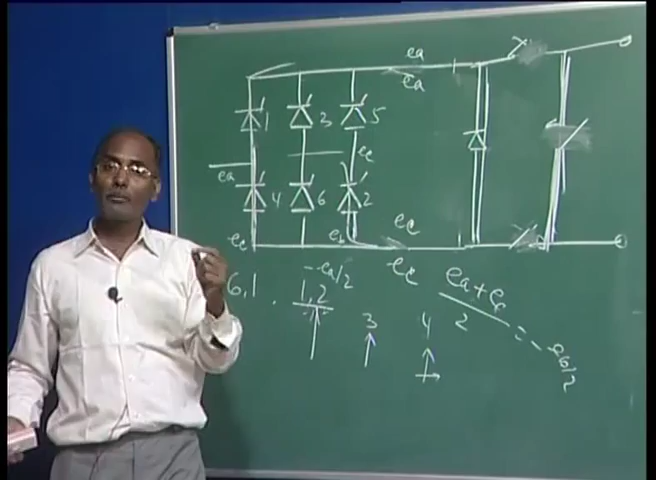 ea
ea
1 3 5
ec
ea
4 6 2
ec eb ec
ec
6,1. 1,2 -ea/2
3 4
ea+ec
2
= -eb/2